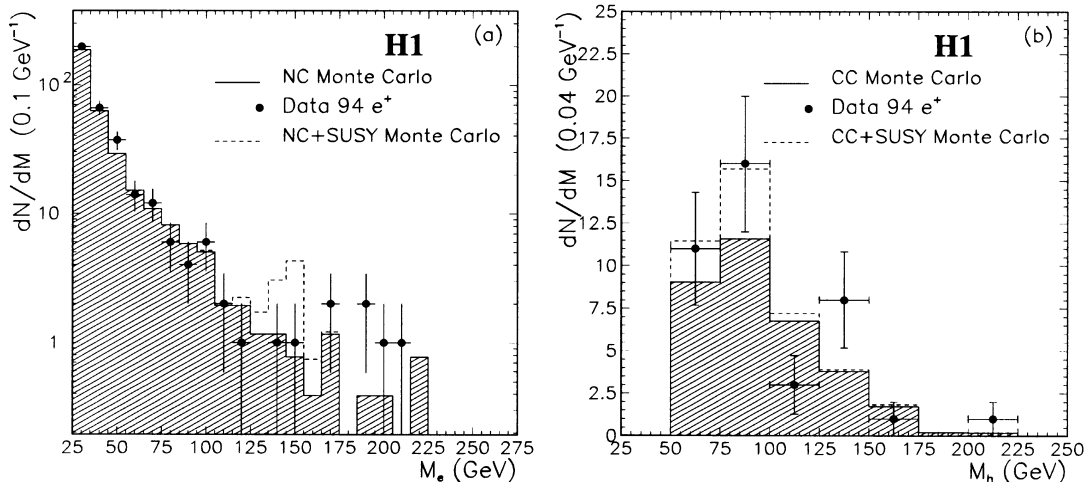 dN/dM (0.1 GeV⁻¹)
10²
10
1
H1
(a)
NC Monte Carlo
Data 94 e⁺
NC+SUSY Monte Carlo
25 50 75 100 125 150 175 200 225 250 275
Mₑ (GeV)
dN/dM (0.04 GeV⁻¹)
25
22.5
20
17.5
15
12.5
10
7.5
5
2.5
0
H1
(b)
CC Monte Carlo
Data 94 e⁺
CC+SUSY Monte Carlo
25 50 75 100 125 150 175 200 225 250
Mₕ (GeV)